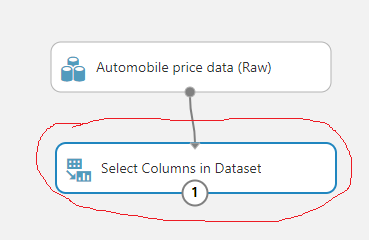 Automobile price data (Raw)
Select Columns in Dataset
1